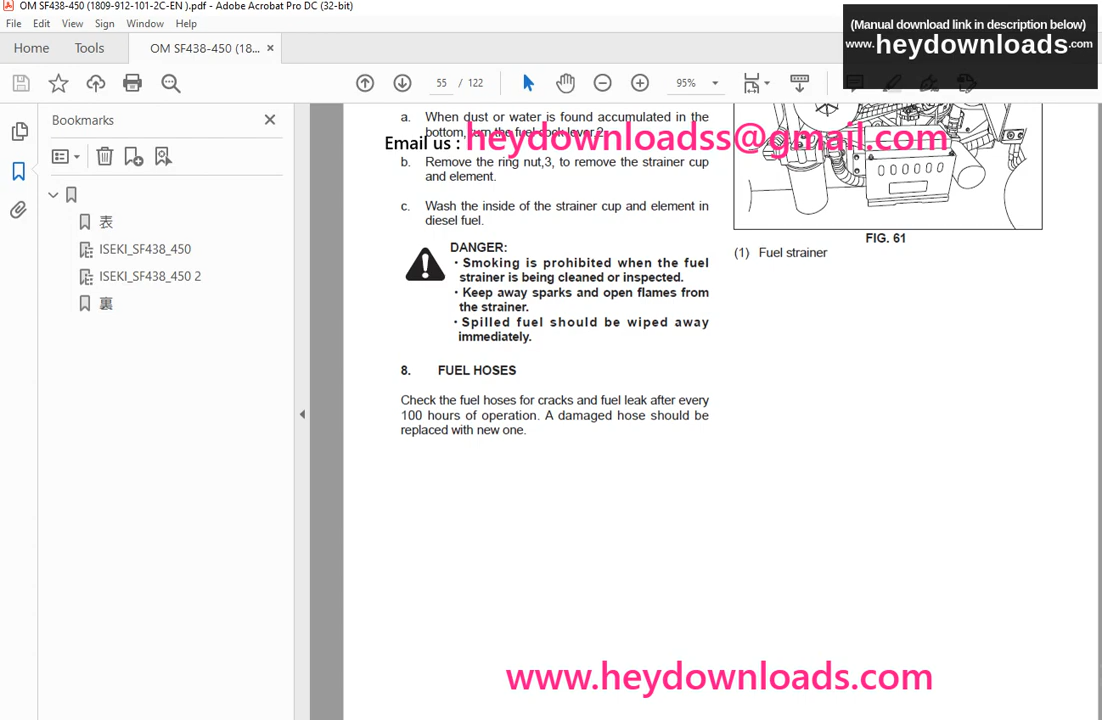 OM SF438-450 (1809-912-101-2C-EN ).pdf - Adobe Acrobat Pro DC (32-bit)
File Edit View Sign Window Help
Home Tools OM SF438-450 (18... ×
(Manual download link in description below)
www.heydownloads.com
55 / 122 95%
Bookmarks ×
表
ISEKI_SF438_450
ISEKI_SF438_450 2
裏
a. When dust or water is found accumulated in the
bottom, turn the fuel cock lever,2.
Email us : heydownloadss@gmail.com
b. Remove the ring nut,3, to remove the strainer cup
and element.
c. Wash the inside of the strainer cup and element in
diesel fuel.
DANGER:
・Smoking is prohibited when the fuel
strainer is being cleaned or inspected.
・Keep away sparks and open flames from
the strainer.
・Spilled fuel should be wiped away
immediately.
8. FUEL HOSES
Check the fuel hoses for cracks and fuel leak after every
100 hours of operation. A damaged hose should be
replaced with new one.
FIG. 61
(1) Fuel strainer
www.heydownloads.com